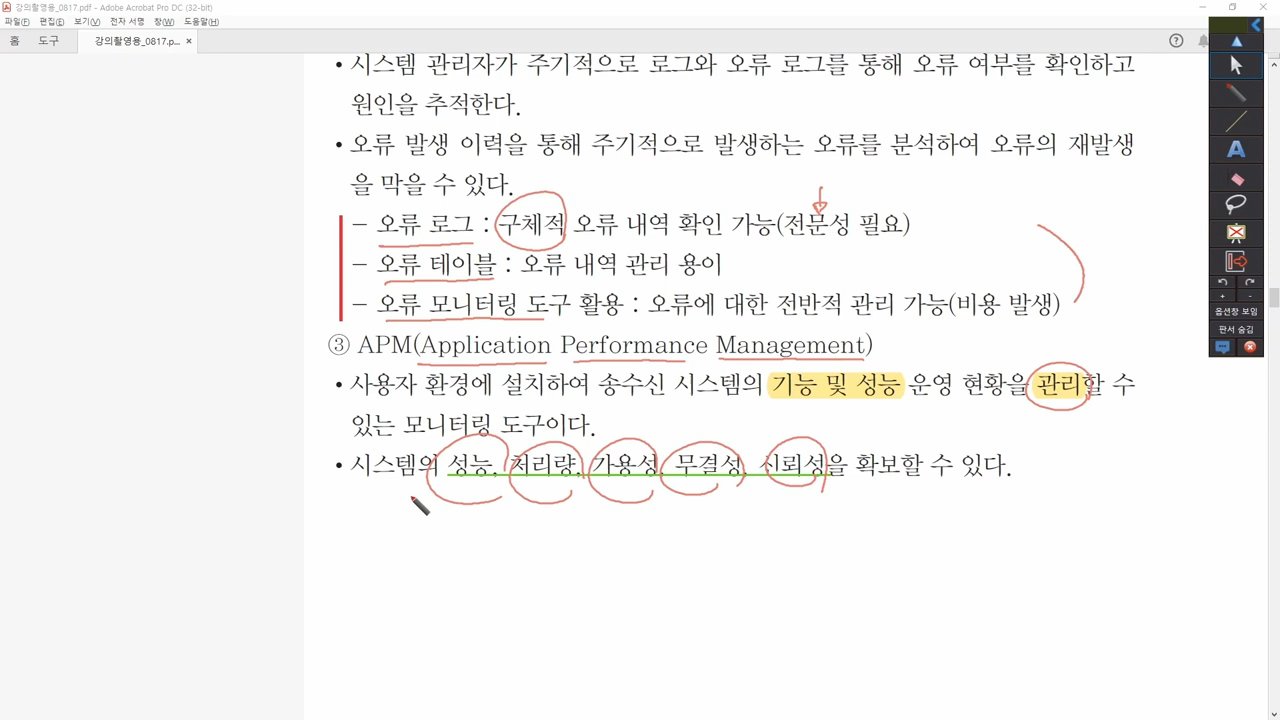 강의촬영용_0817.pdf - Adobe Acrobat Pro DC (32-bit)
파일(F) 편집(E) 보기(V) 전자 서명 창(W) 도움말(H)
홈 도구 강의촬영용_0817.p... ×
• 시스템 관리자가 주기적으로 로그와 오류 로그를 통해 오류 여부를 확인하고
원인을 추적한다.
• 오류 발생 이력을 통해 주기적으로 발생하는 오류를 분석하여 오류의 재발생
을 막을 수 있다.
– 오류 로그 : 구체적 오류 내역 확인 가능(전문성 필요)
– 오류 테이블 : 오류 내역 관리 용이
– 오류 모니터링 도구 활용 : 오류에 대한 전반적 관리 가능(비용 발생)
③ APM(Application Performance Management)
• 사용자 환경에 설치하여 송수신 시스템의 기능 및 성능 운영 현황을 관리할 수
있는 모니터링 도구이다.
• 시스템의 성능, 처리량, 가용성, 무결성, 신뢰성을 확보할 수 있다.
A
+ -
옵션창 보임
판서 숨김